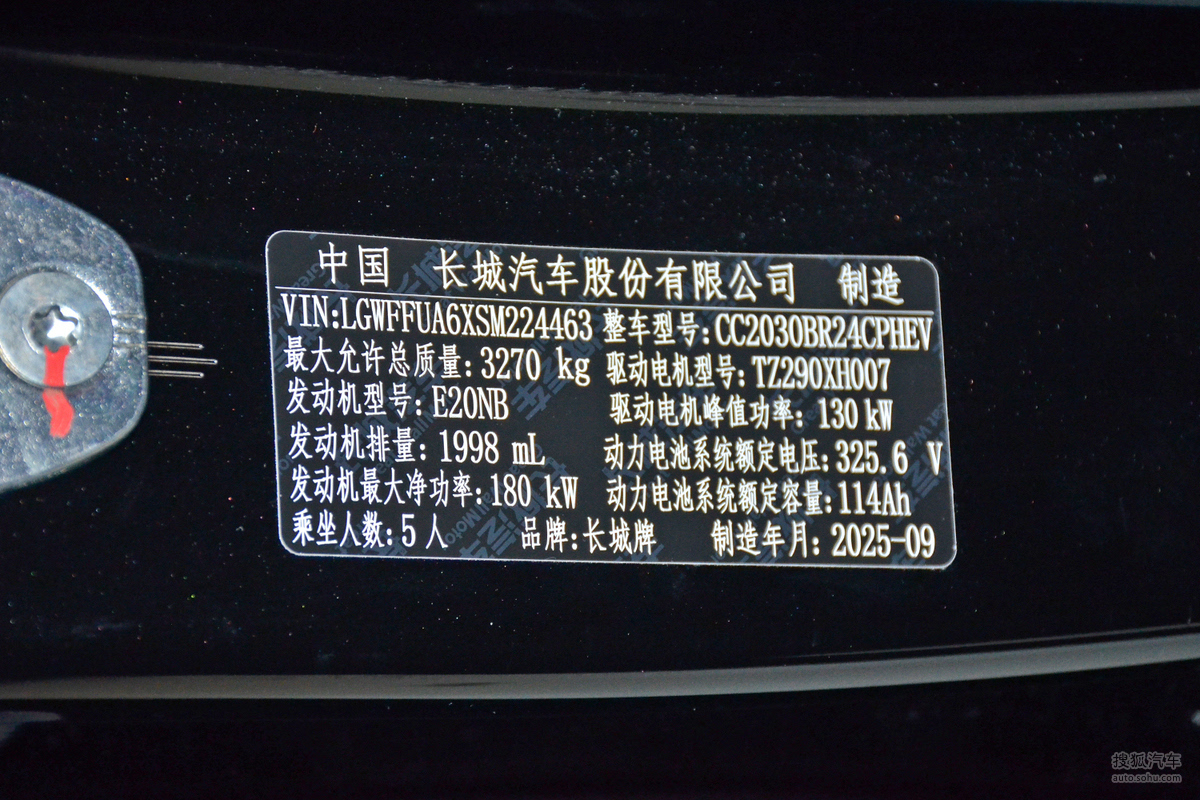 中国 长城汽车股份有限公司 制造
VIN:LGWFFUA6XSM224463 整车型号:CC2030BR24CPHEV
最大允许总质量:3270 kg 驱动电机型号:TZ290XH007
发动机型号:E20NB 驱动电机峰值功率:130 kW
发动机排量:1998 mL 动力电池系统额定电压:325.6 V
发动机最大净功率:180 kW 动力电池系统额定容量:114Ah
乘坐人数:5 人 品牌:长城牌 制造年月:2025-09
搜狐汽车
auto.sohu.com